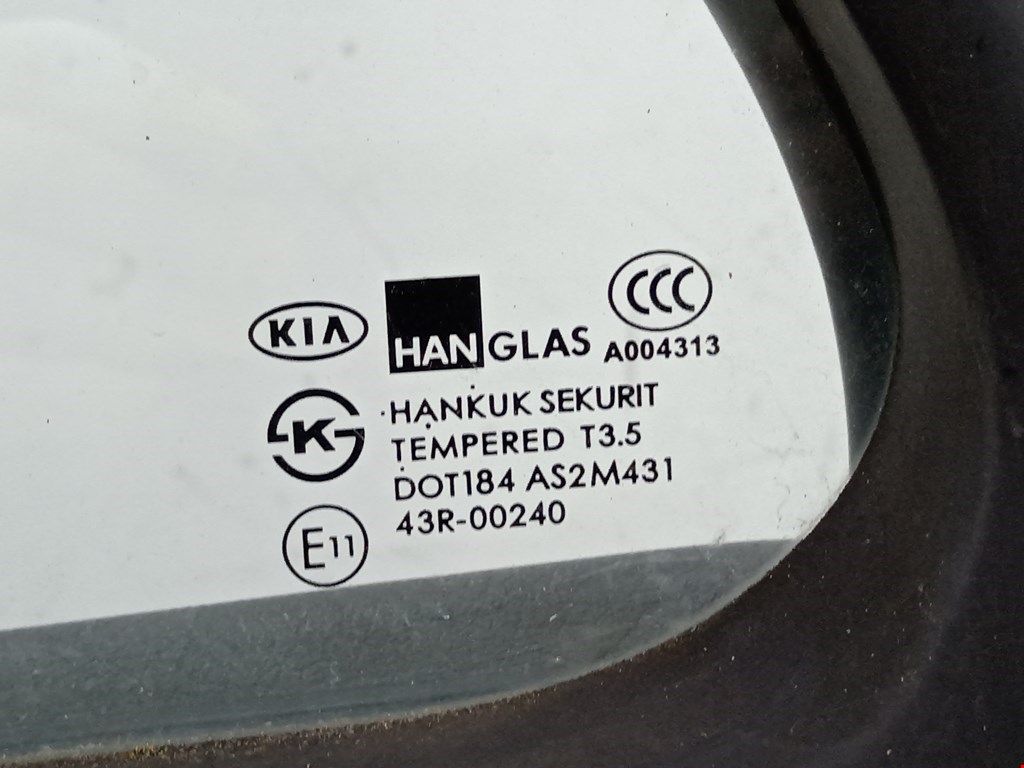 KIA
HANGLAS
CCC
A004313
K
HANKUK SEKURIT
TEMPERED T3.5
DOT184 AS2M431
43R-00240
E11